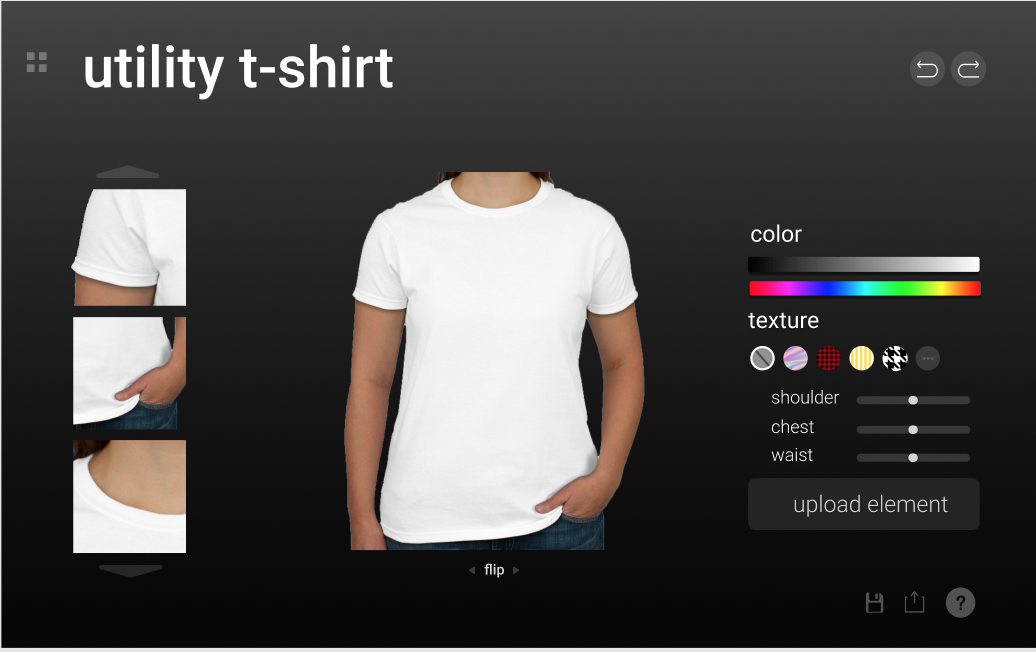 utility t-shirt
color
texture
shoulder
chest
waist
upload element
flip
?